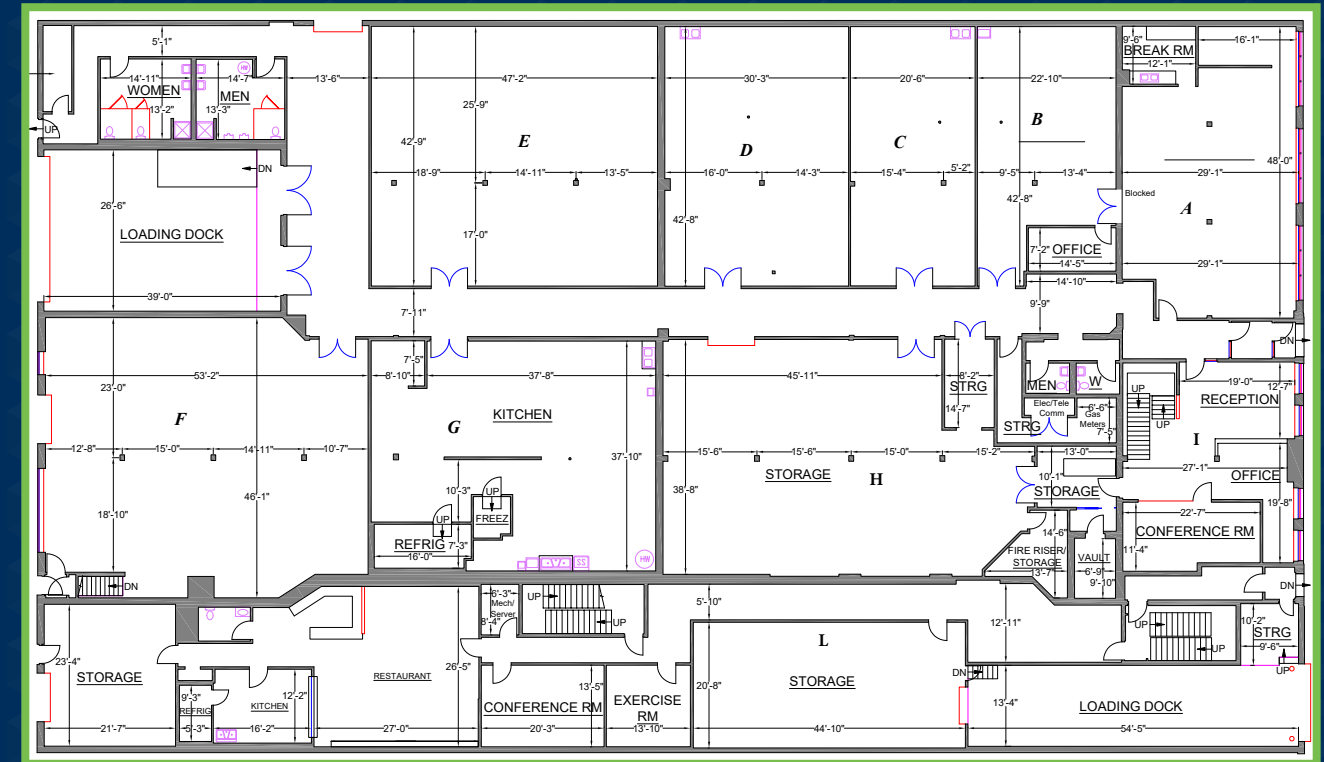 5'-1"
14'-11"
WOMEN
13'-2"
HW
14'-7"
MEN
13'-3"
13'-6"
UP
DN
26'-6"
LOADING DOCK
39'-0"
47'-2"
25'-9"
42'-9"
E
18'-9"
14'-11"
13'-5"
17'-0"
7'-11"
30'-3"
D
16'-0"
14'-3"
42'-8"
20'-6"
C
15'-4"
5'-2"
22'-10"
B
9'-5"
13'-4"
42'-8"
OFFICE
7'-2"
14'-5"
14'-10"
9'-9"
9'-6"
BREAK RM
12'-1"
16'-1"
48'-0"
29'-1"
Blocked
A
29'-1"
DN
53'-2"
23'-0"
F
12'-8"
15'-0"
14'-11"
10'-7"
18'-10"
46'-1"
DN
7'-5"
8'-10"
37'-8"
KITCHEN
G
37'-10"
10'-3"
UP
FREEZ
UP
REFRIG
7'-3"
16'-0"
SS
HW
45'-11"
8'-2"
STRG
14'-7"
15'-6"
15'-6"
15'-0"
15'-2"
STORAGE
H
38'-8"
MEN
W
Elec/Tele
Comm
STRG
6'-6"
Gas
Meters
7'-5"
13'-0"
10'-1"
STORAGE
14'-6"
FIRE RISER/
STORAGE
13'-7"
VAULT
6'-9"
9'-10"
UP
UP
19'-0"
12'-7"
RECEPTION
I
27'-1"
OFFICE
19'-8"
22'-7"
CONFERENCE RM
11'-4"
DN
23'-4"
STORAGE
21'-7"
9'-3"
REFRIG
5'-3"
KITCHEN
12'-2"
16'-2"
RESTAURANT
26'-5"
27'-0"
6'-3"
Mech/
Server
8'-4"
UP
UP
13'-5"
CONFERENCE RM
20'-3"
EXERCISE
RM
13'-10"
5'-10"
L
20'-8"
STORAGE
44'-10"
12'-11"
UP
UP
10'-2"
STRG
9'-6"
UP
DN
13'-4"
LOADING DOCK
54'-5"